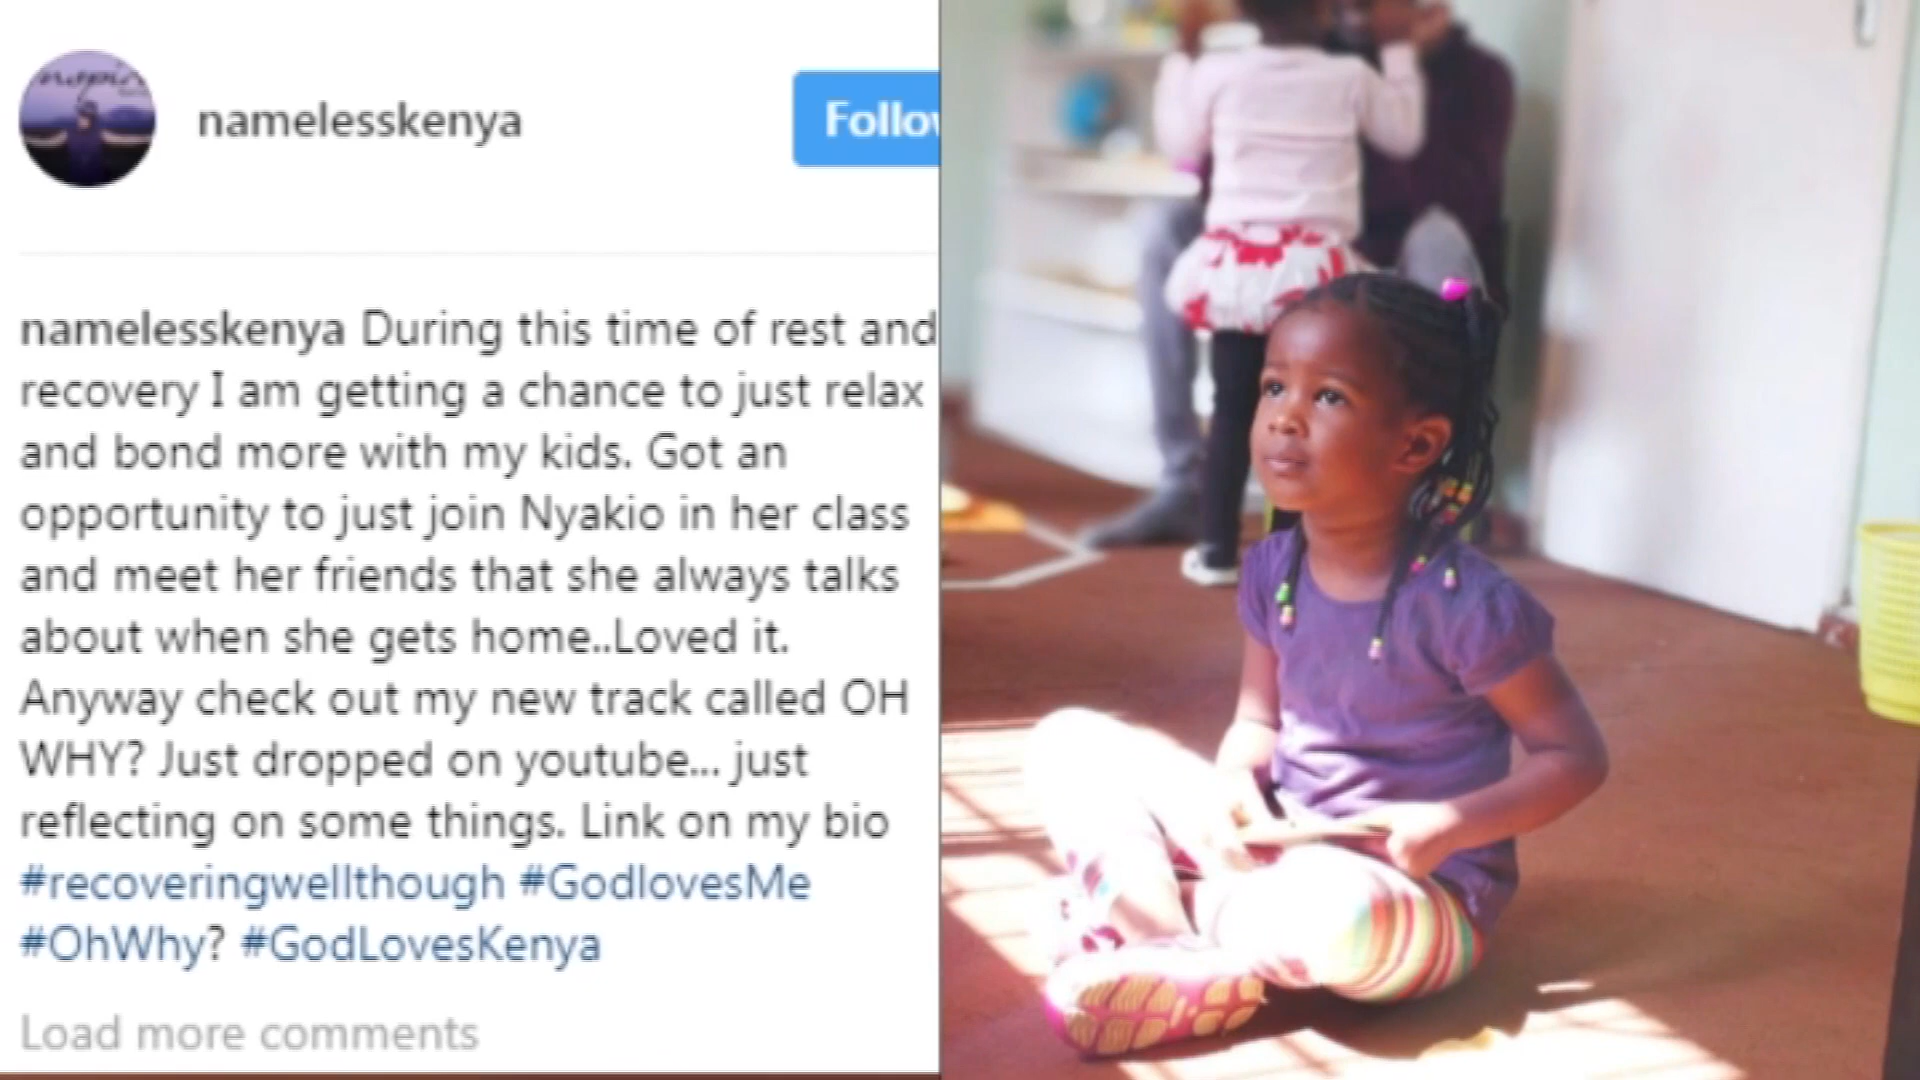 namelesskenya
Follow
namelesskenya During this time of rest and
recovery I am getting a chance to just relax
and bond more with my kids. Got an
opportunity to just join Nyakio in her class
and meet her friends that she always talks
about when she gets home..Loved it.
Anyway check out my new track called OH
WHY? Just dropped on youtube... just
reflecting on some things. Link on my bio
#recoveringwellthough #GodlovesMe
#OhWhy? #GodLovesKenya
Load more comments